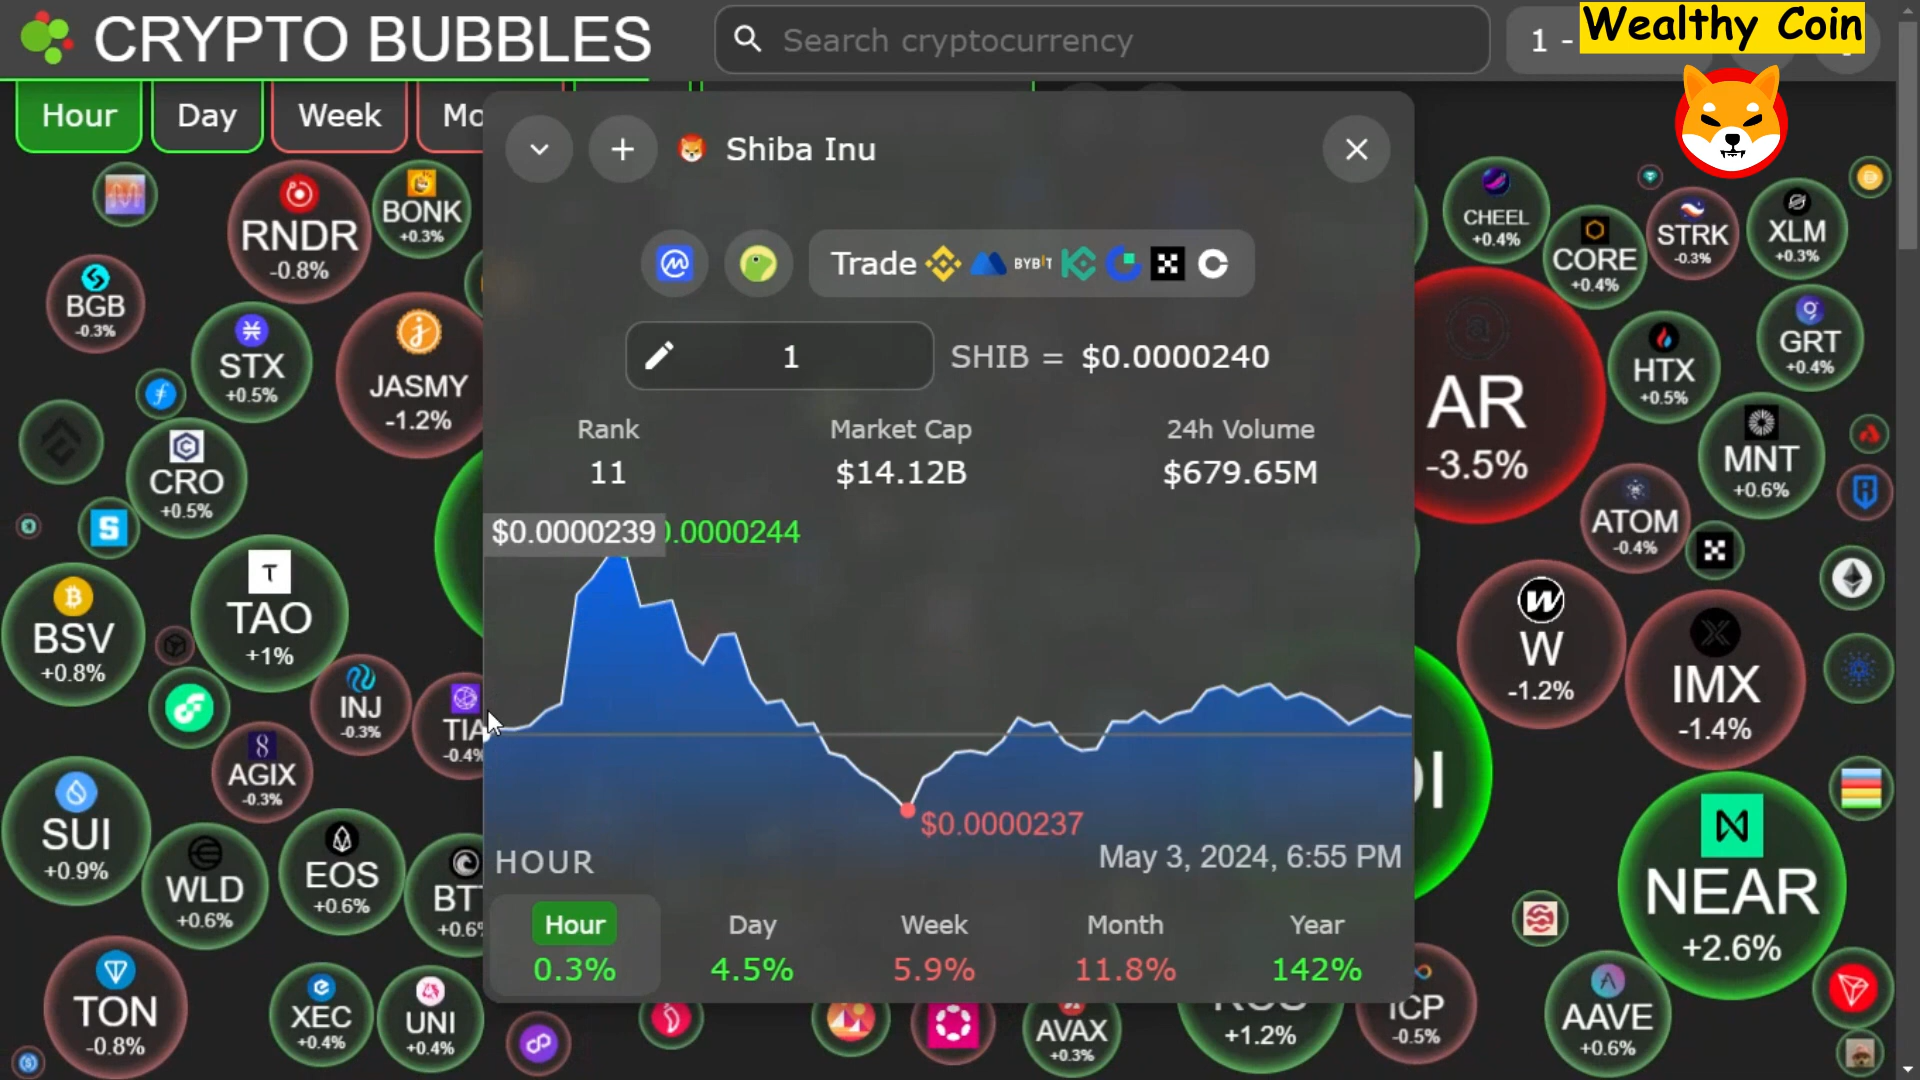 CRYPTO BUBBLES
Search cryptocurrency
1 -
Wealthy Coin
Hour
Day
Week
Shiba Inu
Trade
BYBIT
1
SHIB = $0.0000240
Rank
11
Market Cap
$14.12B
24h Volume
$679.65M
$0.0000239
0.0000244
$0.0000237
HOUR
May 3, 2024, 6:55 PM
Hour
0.3%
Day
4.5%
Week
5.9%
Month
11.8%
Year
142%
RNDR
-0.8%
BONK
+0.3%
BGB
-0.3%
STX
+0.5%
JASMY
-1.2%
CRO
+0.5%
TAO
+1%
BSV
+0.8%
INJ
-0.3%
TIA
-0.4%
AGIX
-0.3%
SUI
+0.9%
WLD
+0.6%
EOS
+0.6%
BTT
+0.6%
TON
-0.8%
XEC
+0.4%
UNI
+0.4%
AVAX
+0.3%
+1.2%
ICP
-0.5%
AAVE
+0.6%
NEAR
+2.6%
IMX
-1.4%
W
-1.2%
ATOM
-0.4%
MNT
+0.6%
AR
-3.5%
HTX
+0.5%
GRT
+0.4%
CORE
+0.4%
CHEEL
+0.4%
STRK
-0.3%
XLM
+0.3%